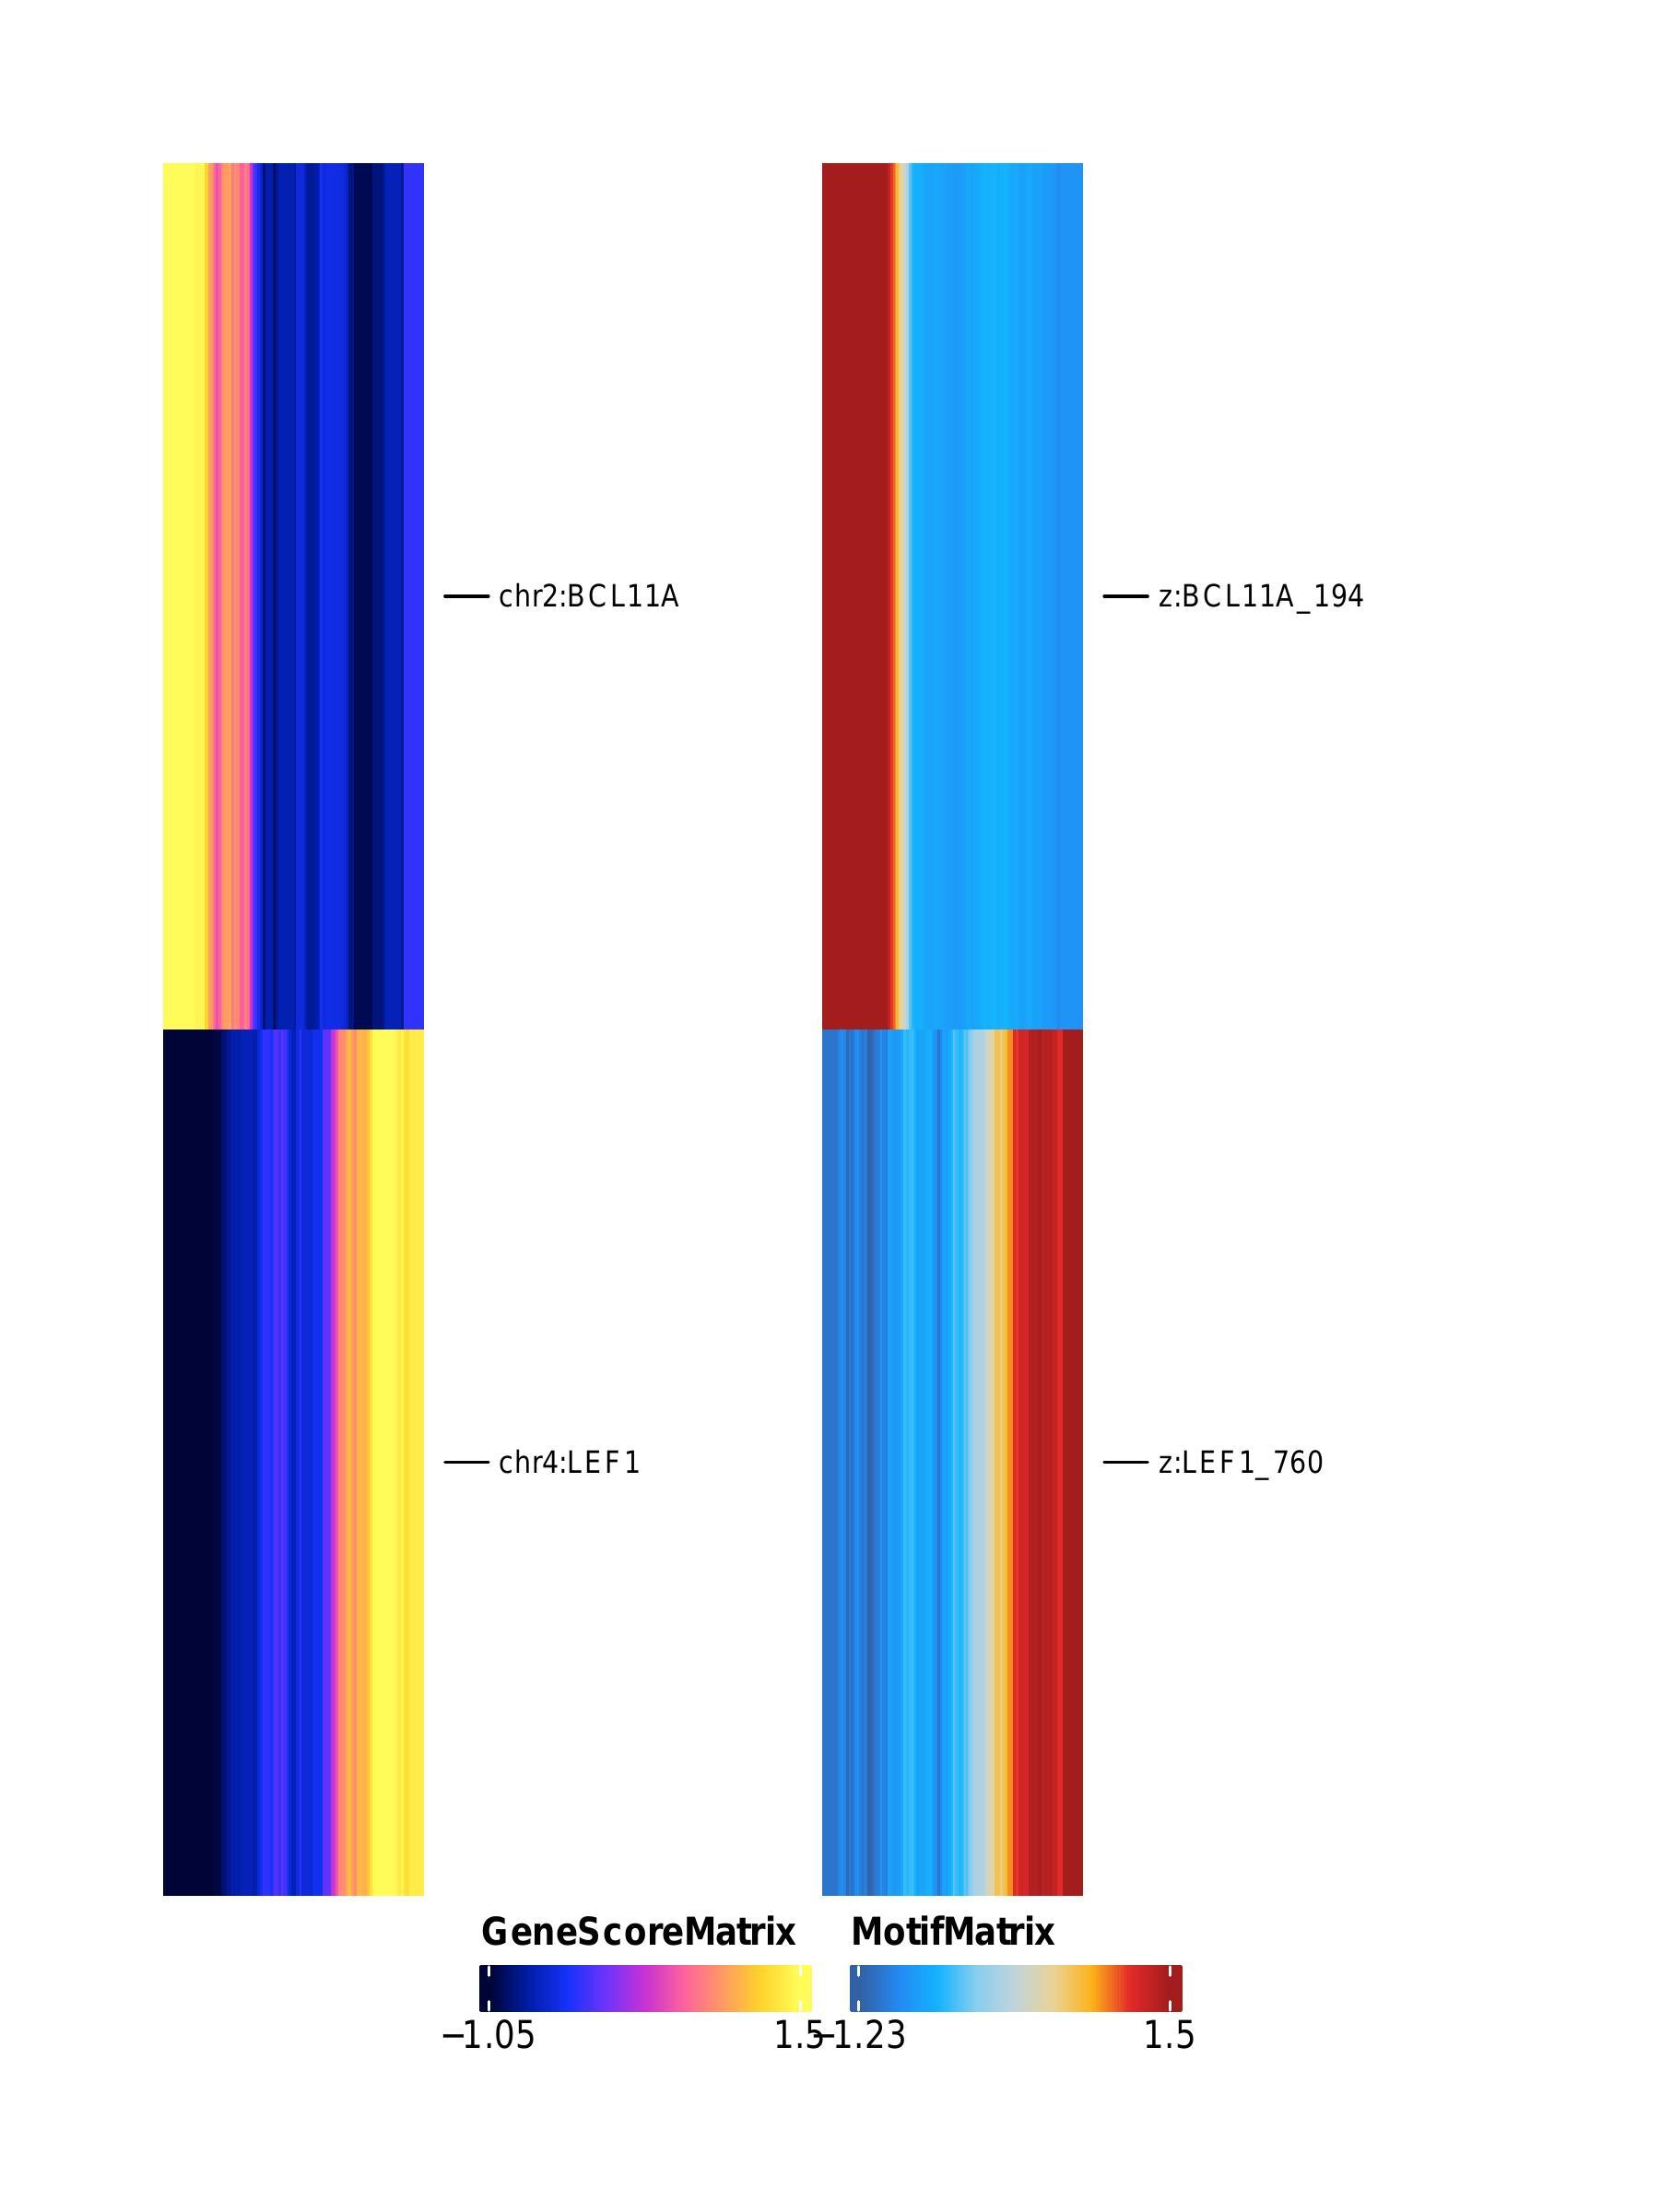 chr2:BCL11A
z:BCL11A_194
chr4:LEF1
z:LEF1_760
GeneScoreMatrix
MotifMatrix
−1.05
1.5
−1.23
1.5